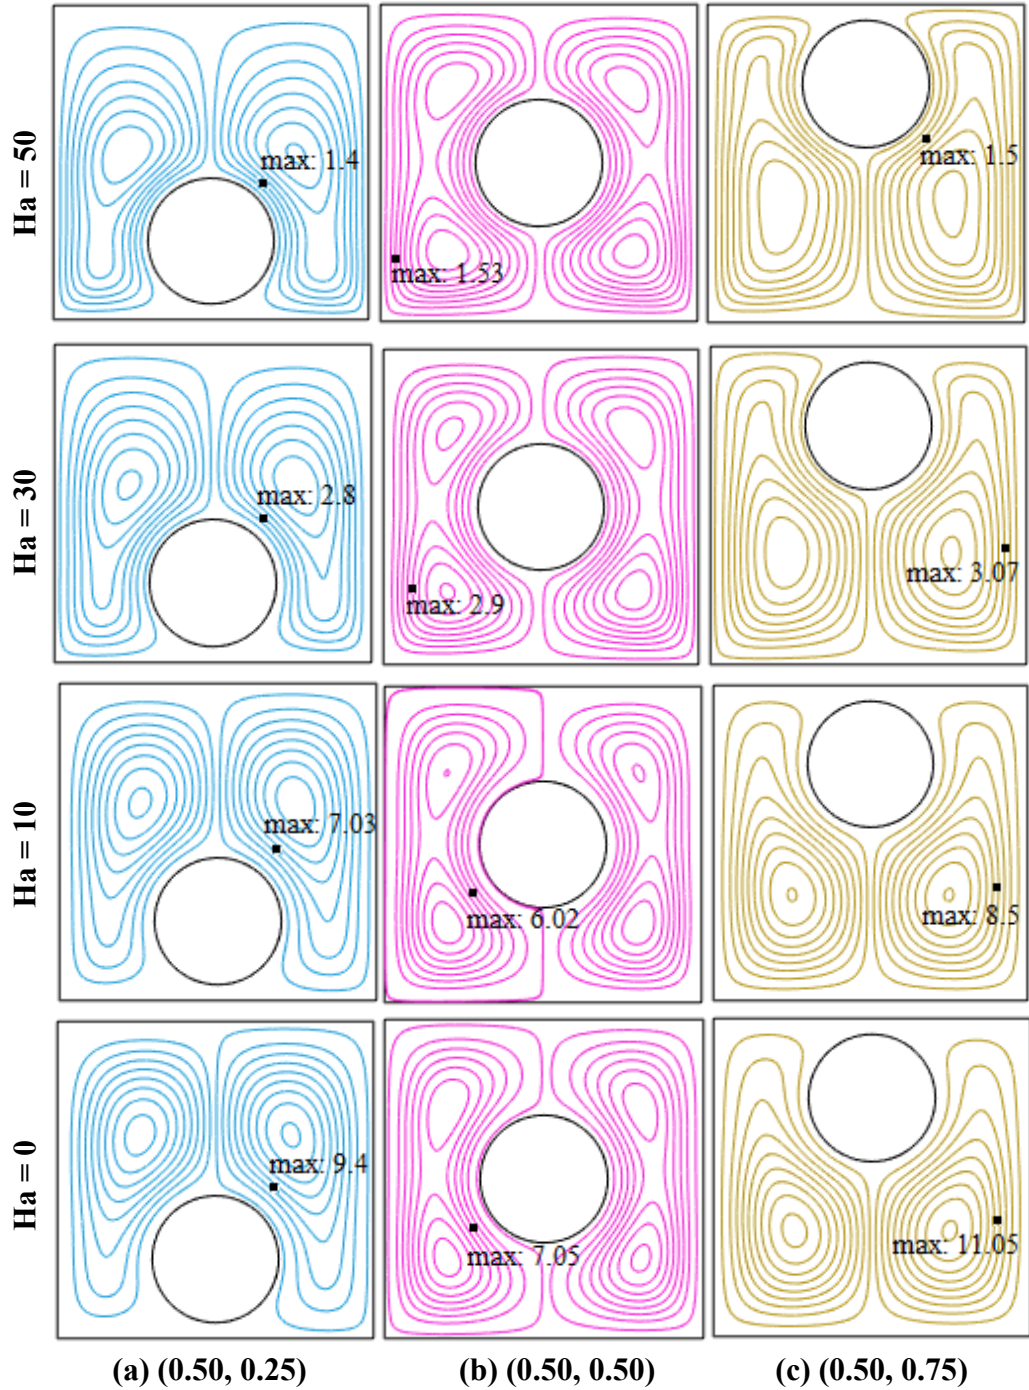 Ha = 50
max: 1.4
max: 1.53
max: 1.5
Ha = 30
max: 2.8
max: 2.9
max: 3.07
Ha = 10
max: 7.03
max: 6.02
max: 8.5
Ha = 0
max: 9.4
max: 7.05
max: 11.05
(a) (0.50, 0.25)
(b) (0.50, 0.50)
(c) (0.50, 0.75)